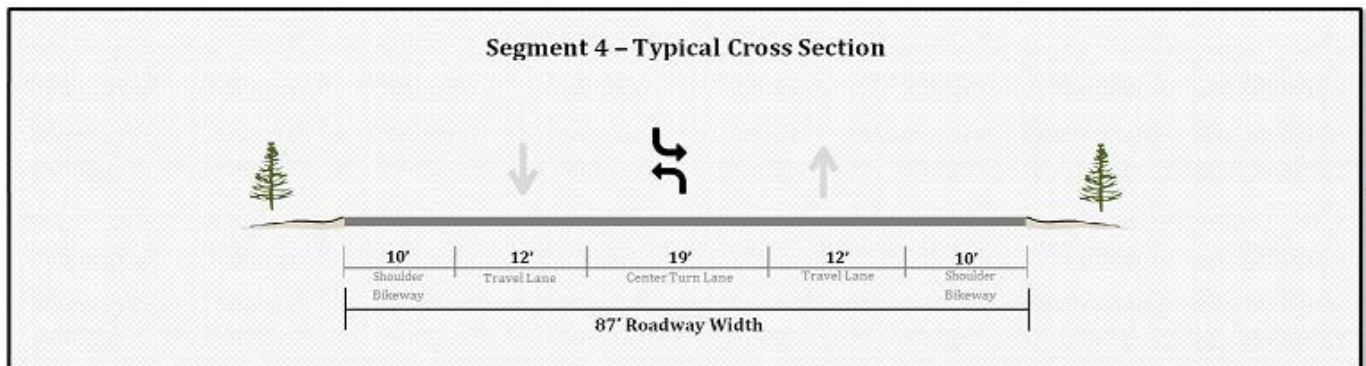 Segment 4 – Typical Cross Section
10' 12' 19' 12' 10'
Shoulder Travel Lane Center Turn Lane Travel Lane Shoulder
Bikeway Bikeway
87' Roadway Width